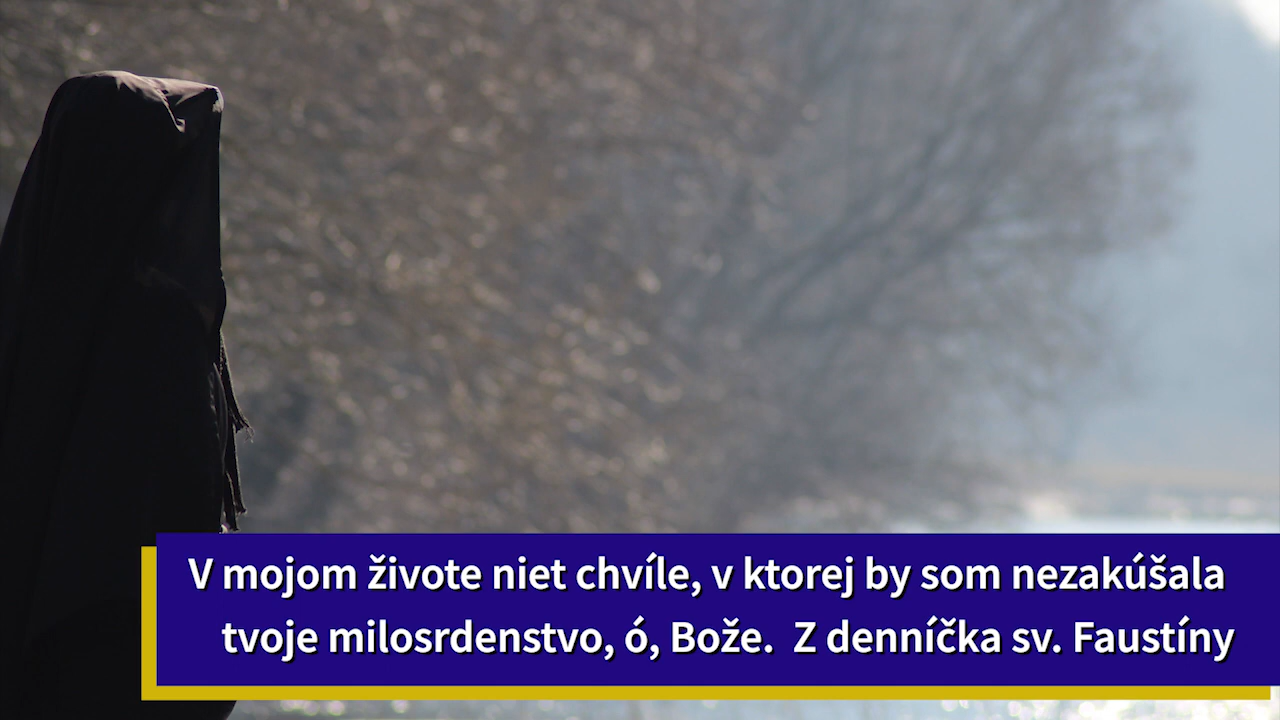 V mojom živote niet chvíle, v ktorej by som nezakúšala
tvoje milosrdenstvo, ó, Bože.  Z denníčka sv. Faustíny